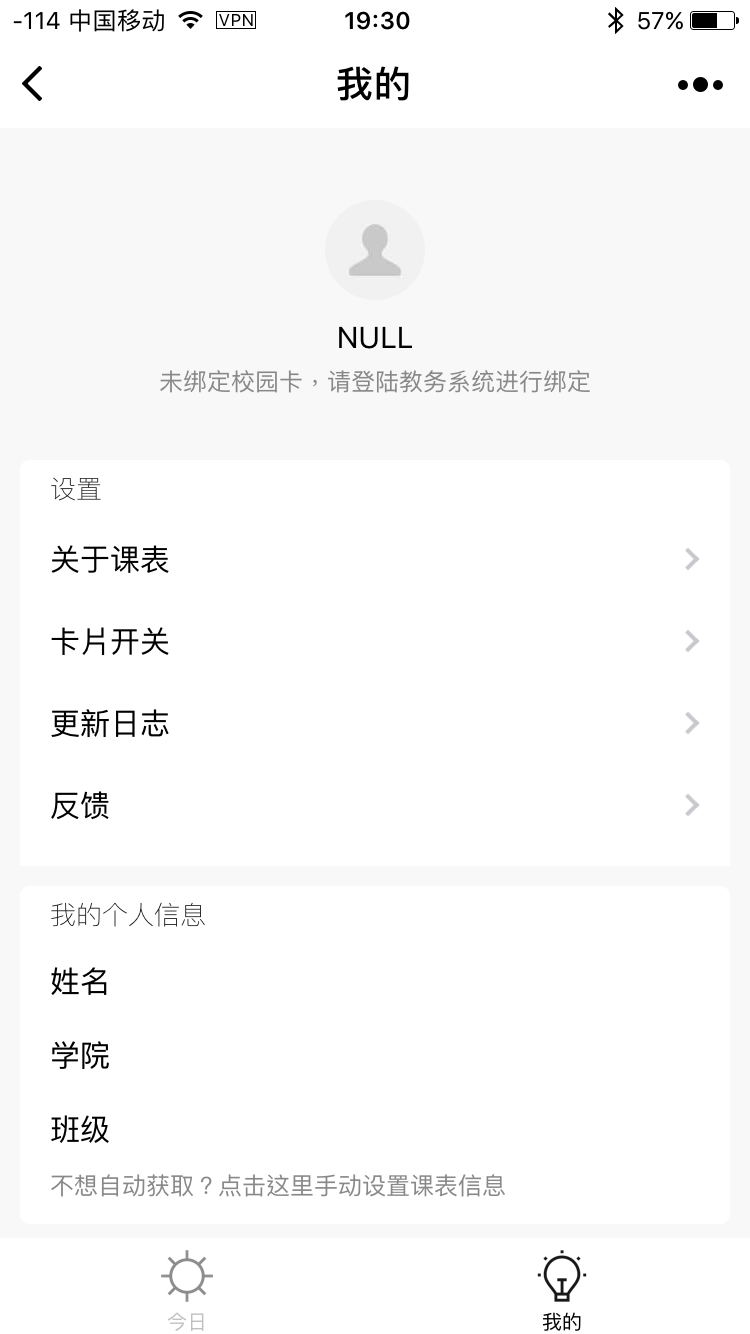 -114 中国移动 VPN 19:30 57%
我的
NULL
未绑定校园卡，请登陆教务系统进行绑定
设置
关于课表
卡片开关
更新日志
反馈
我的个人信息
姓名
学院
班级
不想自动获取？点击这里手动设置课表信息
今日 我的